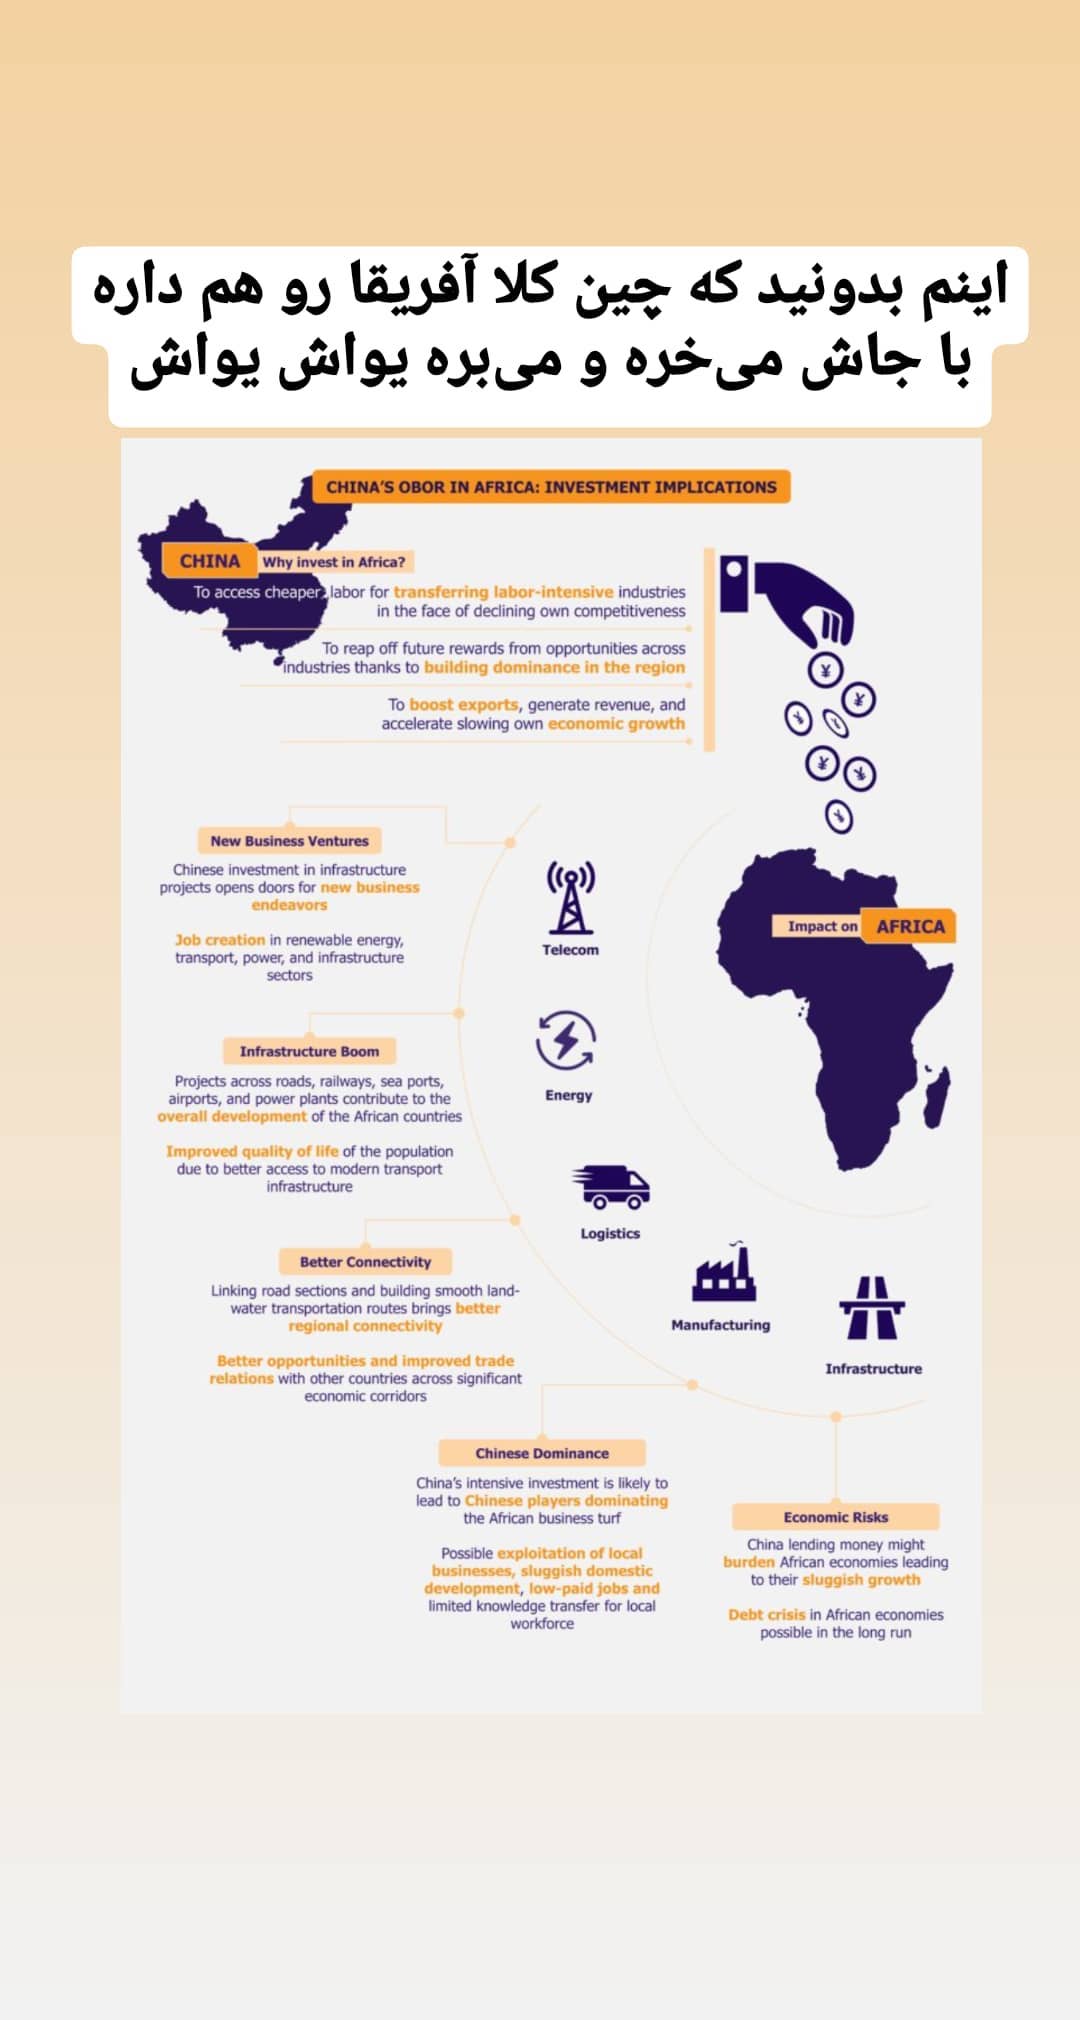 اینم بدونید که چین کلا آفریقا رو هم داره
با جاش می‌خره و می‌بره یواش یواش
CHINA'S OBOR IN AFRICA: INVESTMENT IMPLICATIONS
CHINA Why invest in Africa?
To access cheaper labor for transferring labor-intensive industries
in the face of declining own competitiveness
To reap off future rewards from opportunities across
industries thanks to building dominance in the region
To boost exports, generate revenue, and
accelerate slowing own economic growth
New Business Ventures
Chinese investment in infrastructure
projects opens doors for new business
endeavors
Job creation in renewable energy,
transport, power, and infrastructure
sectors
Telecom
Impact on AFRICA
Infrastructure Boom
Projects across roads, railways, sea ports,
airports, and power plants contribute to the
overall development of the African countries
Improved quality of life of the population
due to better access to modern transport
infrastructure
Energy
Logistics
Better Connectivity
Linking road sections and building smooth land-
water transportation routes brings better
regional connectivity
Better opportunities and improved trade
relations with other countries across significant
economic corridors
Manufacturing
Infrastructure
Chinese Dominance
China's intensive investment is likely to
lead to Chinese players dominating
the African business turf
Possible exploitation of local
businesses, sluggish domestic
development, low-paid jobs and
limited knowledge transfer for local
workforce
Economic Risks
China lending money might
burden African economies leading
to their sluggish growth
Debt crisis in African economies
possible in the long run